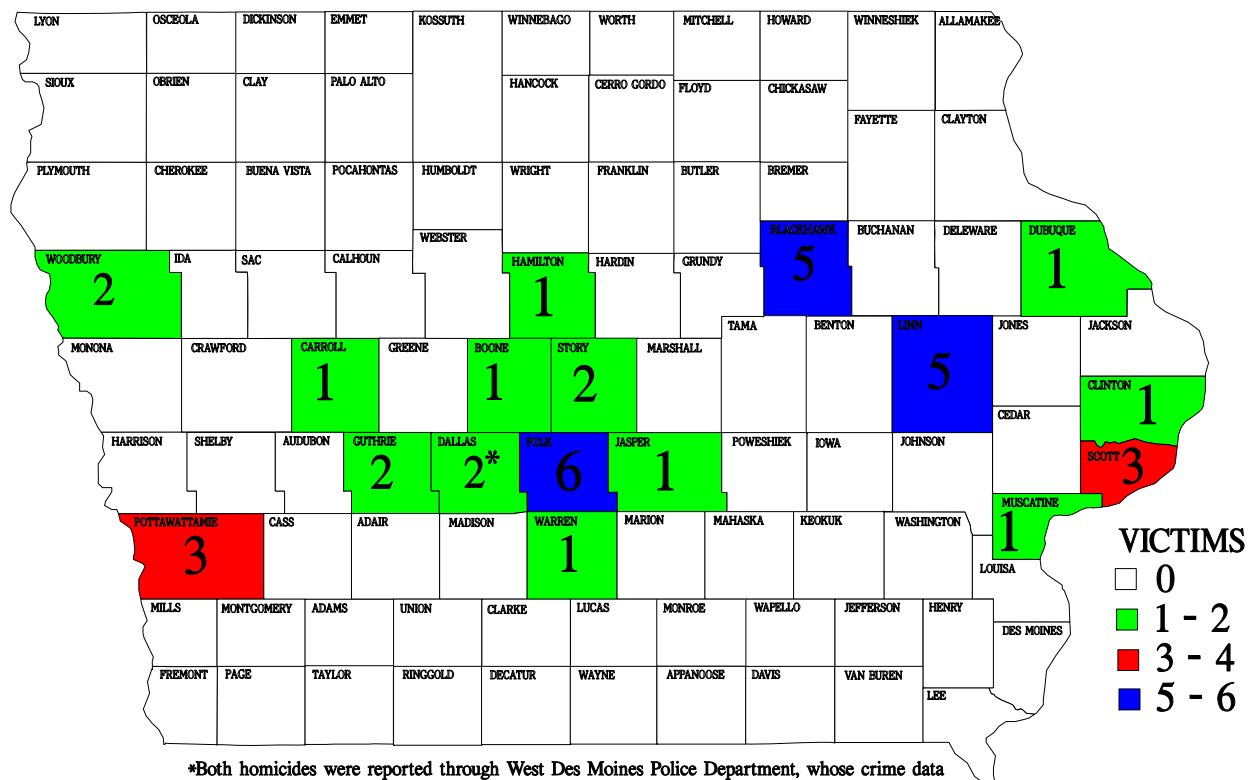 LYON OSCEOLA DICKINSON EMMET KOSSUTH WINNEBAGO WORTH MITCHELL HOWARD WINNESHIEK ALLAMAKEE
SIOUX OBRIEN CLAY PALO ALTO HANCOCK CERRO GORDO FLOYD CHICKASAW
FAYETTE CLAYTON
PLYMOUTH CHEROKEE BUENA VISTA POCAHONTAS HUMBOLDT WRIGHT FRANKLIN BUTLER BREMER
WEBSTER BLACKHAWK BUCHANAN DELEWARE DUBUQUE
WOODBURY IDA SAC CALHOUN HAMILTON HARDIN GRUNDY
2 1 5 1
TAMA BENTON LINN JONES JACKSON
MONONA CRAWFORD CARROLL GREENE BOONE STORY MARSHALL
1 1 2 5
CLINTON
1
CEDAR
HARRISON SHELBY AUDUBON GUTHRIE DALLAS POLK JASPER POWESHIEK IOWA JOHNSON
SCOTT
2 2* 6 1 3
MUSCATINE
1
POTTAWATTAMIE CASS ADAIR MADISON WARREN MARION MAHASKA KEOKUK WASHINGTON
3 1
LOUISA
MILLS MONTGOMERY ADAMS UNION CLARKE LUCAS MONROE WAPELLO JEFFERSON HENRY
DES MOINES
FREMONT PAGE TAYLOR RINGGOLD DECATUR WAYNE APPANOOSE DAVIS VAN BUREN
LEE
VICTIMS
0
1 - 2
3 - 4
5 - 6
*Both homicides were reported through West Des Moines Police Department, whose crime data